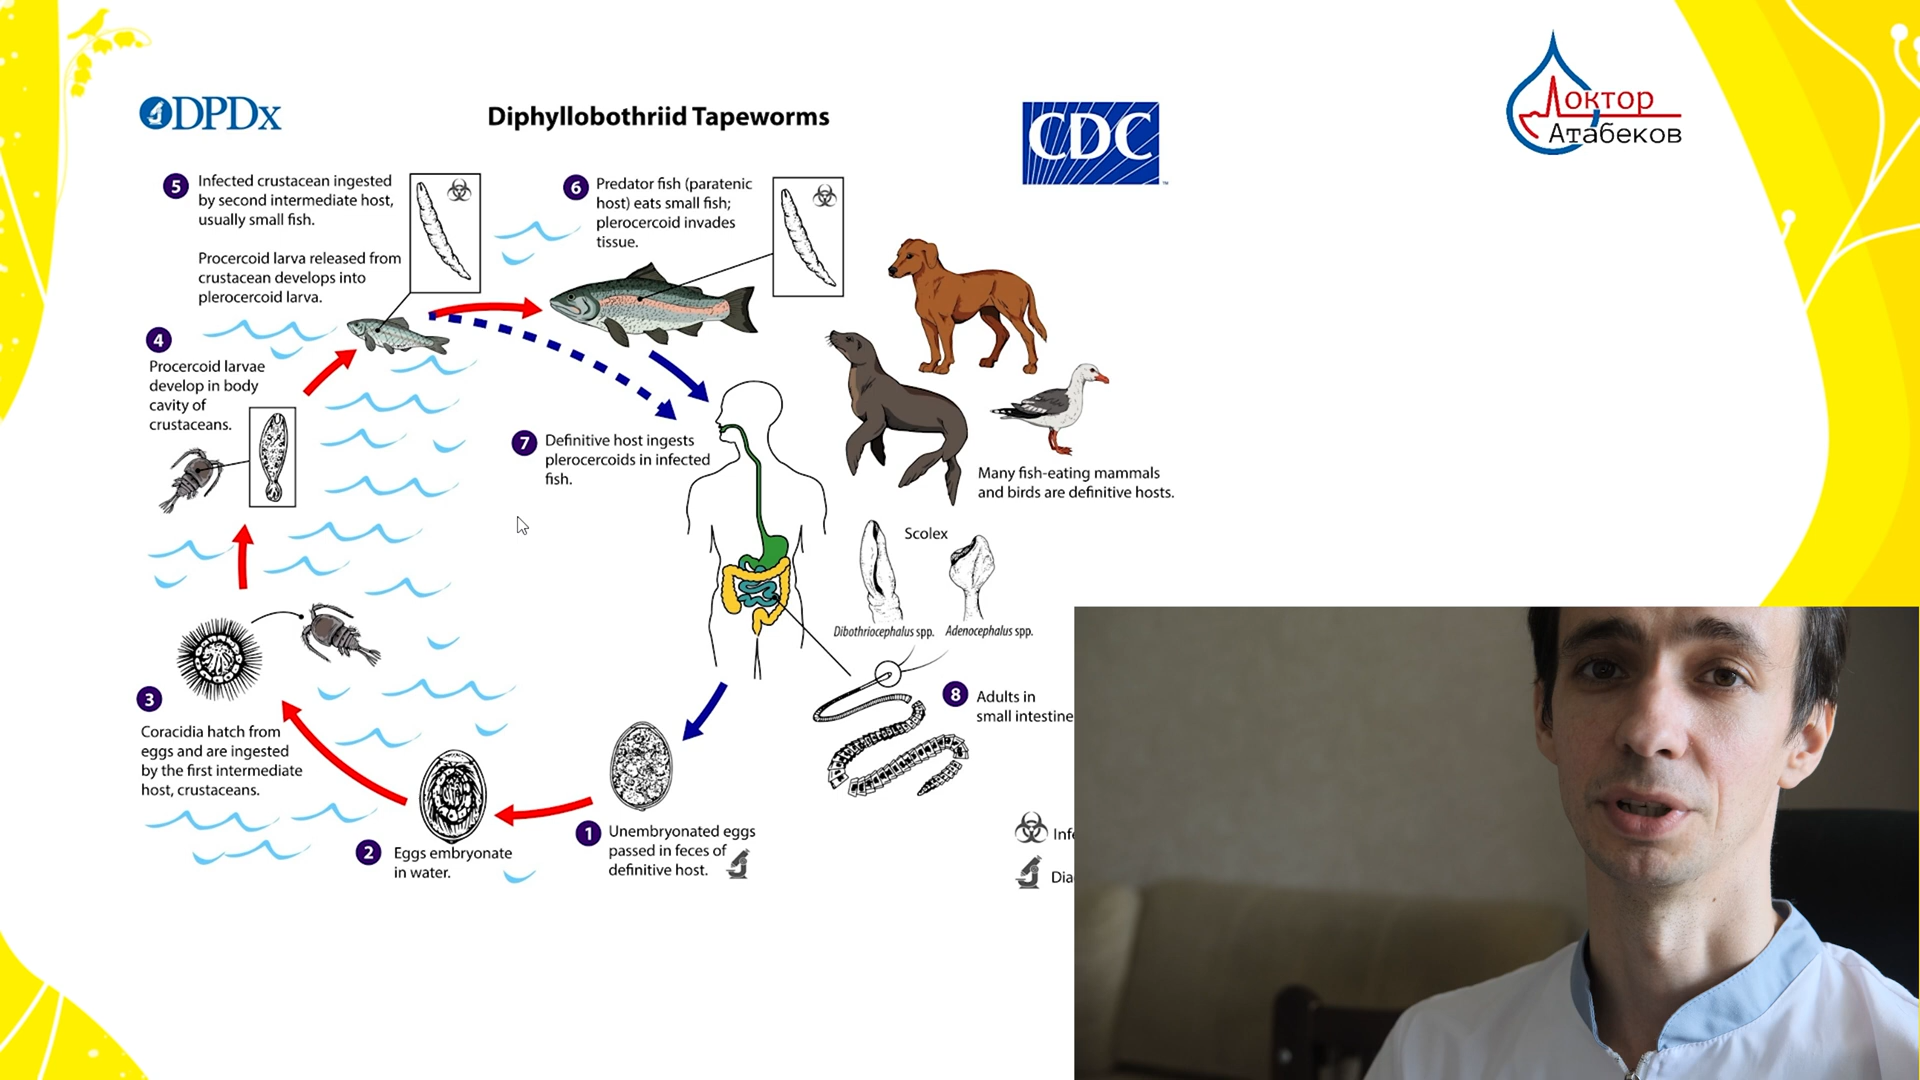 DPDx
Diphyllobothriid Tapeworms
CDC
TM
Доктор
Атабеков
5
Infected crustacean ingested
by second intermediate host,
usually small fish.
Procercoid larva released from
crustacean develops into
plerocercoid larva.
6
Predator fish (paratenic
host) eats small fish;
plerocercoid invades
tissue.
4
Procercoid larvae
develop in body
cavity of
crustaceans.
7
Definitive host ingests
plerocercoids in infected
fish.
Many fish-eating mammals
and birds are definitive hosts.
Scolex
Dibothriocephalus spp.
Adenocephalus spp.
3
Coracidia hatch from
eggs and are ingested
by the first intermediate
host, crustaceans.
8
Adults in
small intestine
2
Eggs embryonate
in water.
1
Unembryonated eggs
passed in feces of
definitive host.
Infe
Dia